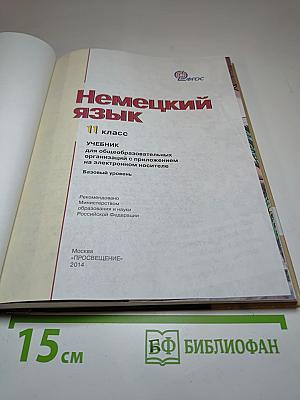 ФГОС
Немецкий
язык
11 класс
УЧЕБНИК
для общеобразовательных
организаций с приложением
на электронном носителе
Базовый уровень
Рекомендовано
Министерством
образования и науки
Российской Федерации
Москва
«ПРОСВЕЩЕНИЕ»
2014
15 см
БФ БИБЛИОФАН